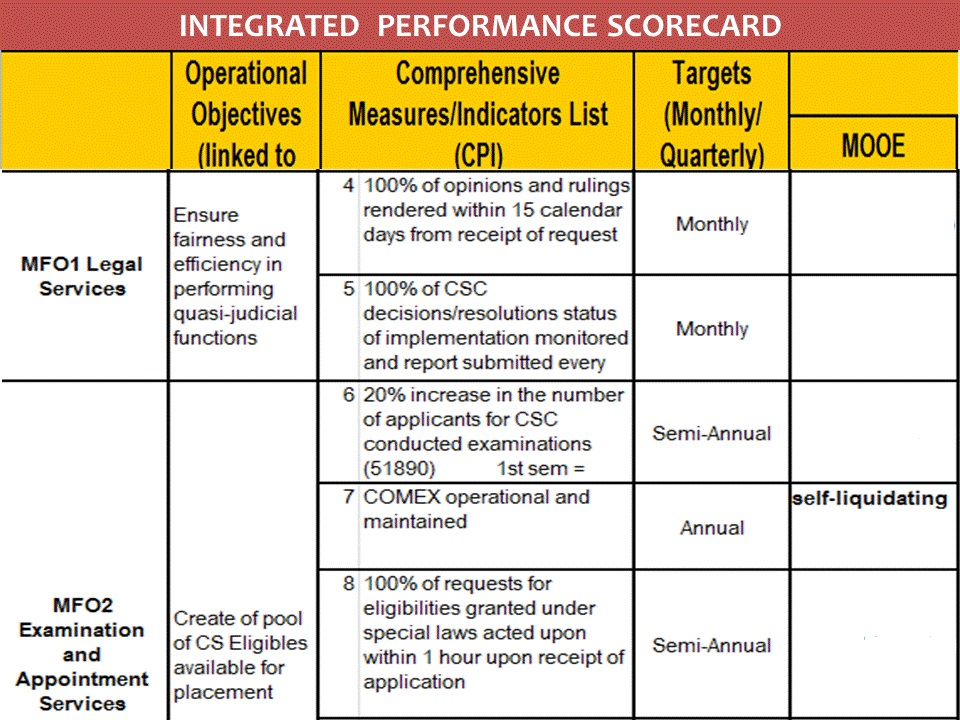 INTEGRATED PERFORMANCE SCORECARD
Operational
Objectives
(linked to
Comprehensive
Measures/Indicators List
(CPI)
Targets
(Monthly/
Quarterly)
MOOE
MFO1 Legal
Services
Ensure
fairness and
efficiency in
performing
quasi-judicial
functions
4 100% of opinions and rulings
rendered within 15 calendar
days from receipt of request
Monthly
5 100% of CSC
decisions/resolutions status
of implementation monitored
and report submitted every
Monthly
MFO2
Examination
and
Appointment
Services
Create of pool
of CS Eligibles
available for
placement
6 20% increase in the number
of applicants for CSC
conducted examinations
(51890) 1st sem =
Semi-Annual
7 COMEX operational and
maintained
Annual
self-liquidating
8 100% of requests for
eligibilities granted under
special laws acted upon
within 1 hour upon receipt of
application
Semi-Annual